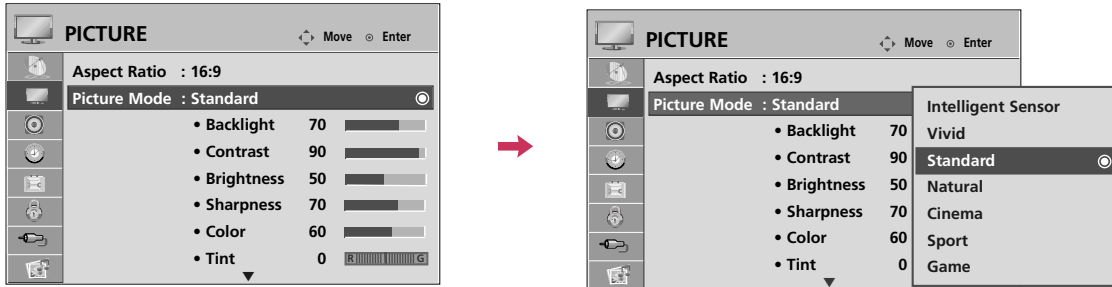 PICTURE Move Enter
Aspect Ratio : 16:9
Picture Mode : Standard
• Backlight 70
• Contrast 90
• Brightness 50
• Sharpness 70
• Color 60
• Tint 0 R G
PICTURE Move Enter
Aspect Ratio : 16:9
Picture Mode : Standard
• Backlight 70
• Contrast 90
• Brightness 50
• Sharpness 70
• Color 60
• Tint 0
Intelligent Sensor
Vivid
Standard
Natural
Cinema
Sport
Game